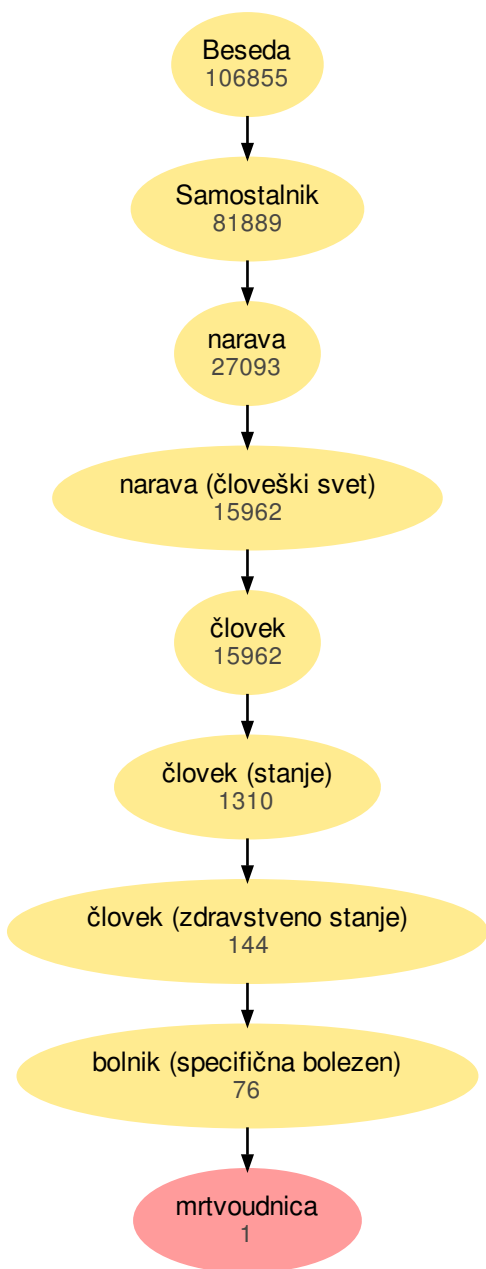 Beseda
106855
Samostalnik
81889
narava
27093
narava (človeški svet)
15962
človek
15962
človek (stanje)
1310
človek (zdravstveno stanje)
144
bolnik (specifična bolezen)
76
mrtvoudnica
1